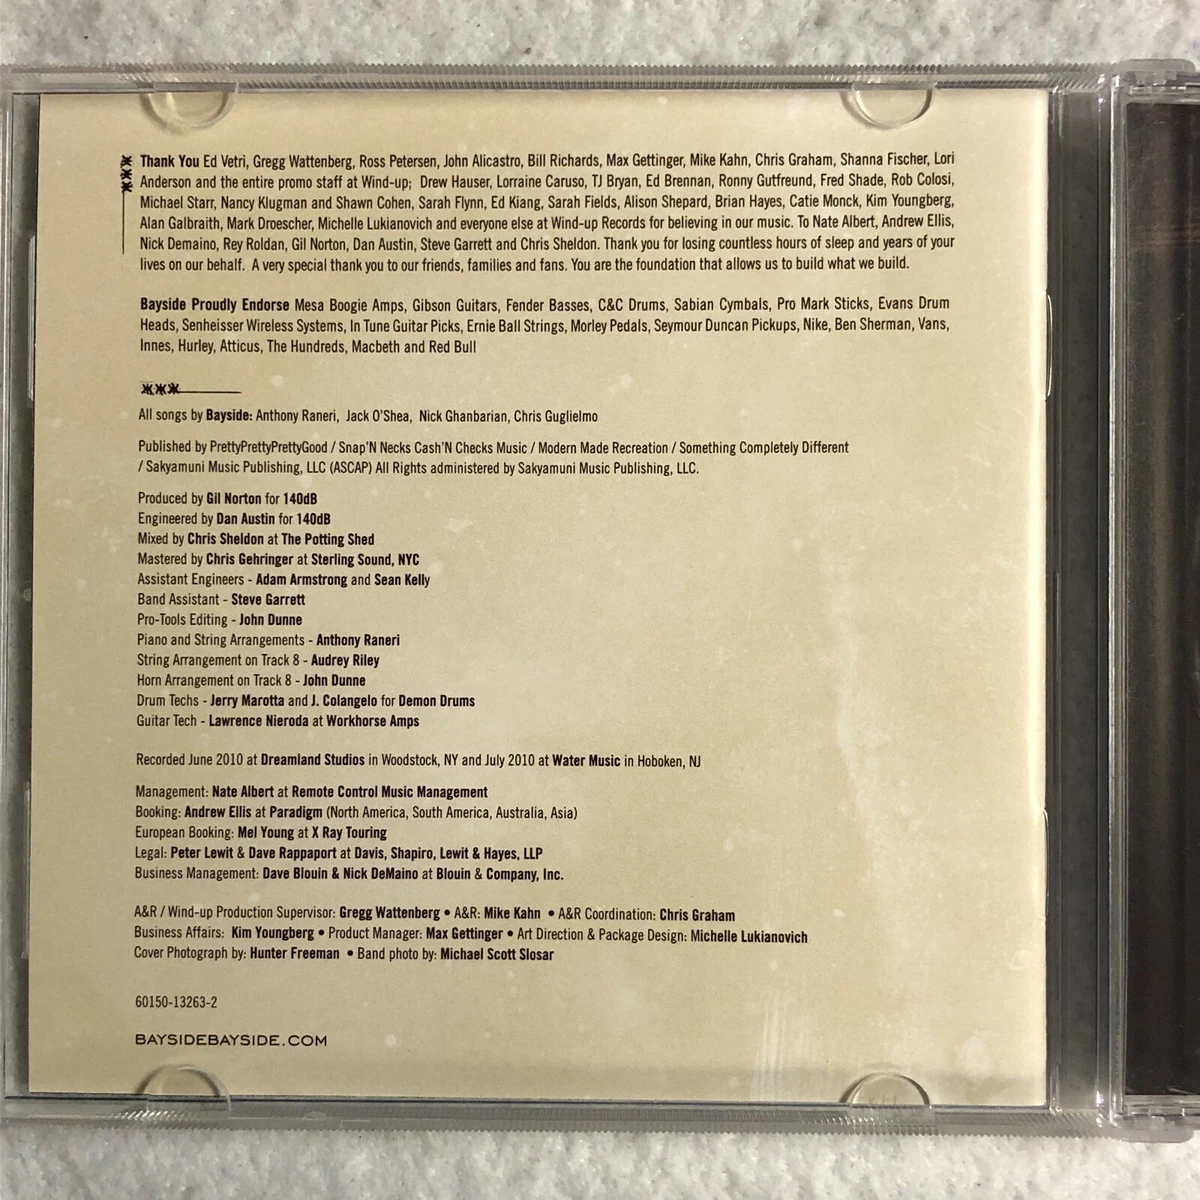 Thank You Ed Vetri, Gregg Wattenberg, Ross Petersen, John Alicastro, Bill Richards, Max Gettinger, Mike Kahn, Chris Graham, Shanna Fischer, Lori
Anderson and the entire promo staff at Wind-up; Drew Hauser, Lorraine Caruso, TJ Bryan, Ed Brennan, Ronny Gutfreund, Fred Shade, Rob Colosi,
Michael Starr, Nancy Klugman and Shawn Cohen, Sarah Flynn, Ed Kiang, Sarah Fields, Alison Shepard, Brian Hayes, Catie Monck, Kim Youngberg,
Alan Galbraith, Mark Droescher, Michelle Lukianovich and everyone else at Wind-up Records for believing in our music. To Nate Albert, Andrew Ellis,
Nick Demaino, Rey Roldan, Gil Norton, Dan Austin, Steve Garrett and Chris Sheldon. Thank you for losing countless hours of sleep and years of your
lives on our behalf. A very special thank you to our friends, families and fans. You are the foundation that allows us to build what we build.
Bayside Proudly Endorse Mesa Boogie Amps, Gibson Guitars, Fender Basses, C&C Drums, Sabian Cymbals, Pro Mark Sticks, Evans Drum
Heads, Senheisser Wireless Systems, In Tune Guitar Picks, Ernie Ball Strings, Morley Pedals, Seymour Duncan Pickups, Nike, Ben Sherman, Vans,
Innes, Hurley, Atticus, The Hundreds, Macbeth and Red Bull
All songs by Bayside: Anthony Raneri, Jack O'Shea, Nick Ghanbarian, Chris Guglielmo
Published by PrettyPrettyPrettyGood / Snap'N Necks Cash'N Checks Music / Modern Made Recreation / Something Completely Different
/ Sakyamuni Music Publishing, LLC (ASCAP) All Rights administered by Sakyamuni Music Publishing, LLC.
Produced by Gil Norton for 140dB
Engineered by Dan Austin for 140dB
Mixed by Chris Sheldon at The Potting Shed
Mastered by Chris Gehringer at Sterling Sound, NYC
Assistant Engineers - Adam Armstrong and Sean Kelly
Band Assistant - Steve Garrett
Pro-Tools Editing - John Dunne
Piano and String Arrangements - Anthony Raneri
String Arrangement on Track 8 - Audrey Riley
Horn Arrangement on Track 8 - John Dunne
Drum Techs - Jerry Marotta and J. Colangelo for Demon Drums
Guitar Tech - Lawrence Nieroda at Workhorse Amps
Recorded June 2010 at Dreamland Studios in Woodstock, NY and July 2010 at Water Music in Hoboken, NJ
Management: Nate Albert at Remote Control Music Management
Booking: Andrew Ellis at Paradigm (North America, South America, Australia, Asia)
European Booking: Mel Young at X Ray Touring
Legal: Peter Lewit & Dave Rappaport at Davis, Shapiro, Lewit & Hayes, LLP
Business Management: Dave Blouin & Nick DeMaino at Blouin & Company, Inc.
A&R / Wind-up Production Supervisor: Gregg Wattenberg • A&R: Mike Kahn • A&R Coordination: Chris Graham
Business Affairs: Kim Youngberg • Product Manager: Max Gettinger • Art Direction & Package Design: Michelle Lukianovich
Cover Photograph by: Hunter Freeman • Band photo by: Michael Scott Slosar
60150-13263-2
BAYSIDEBAYSIDE.COM